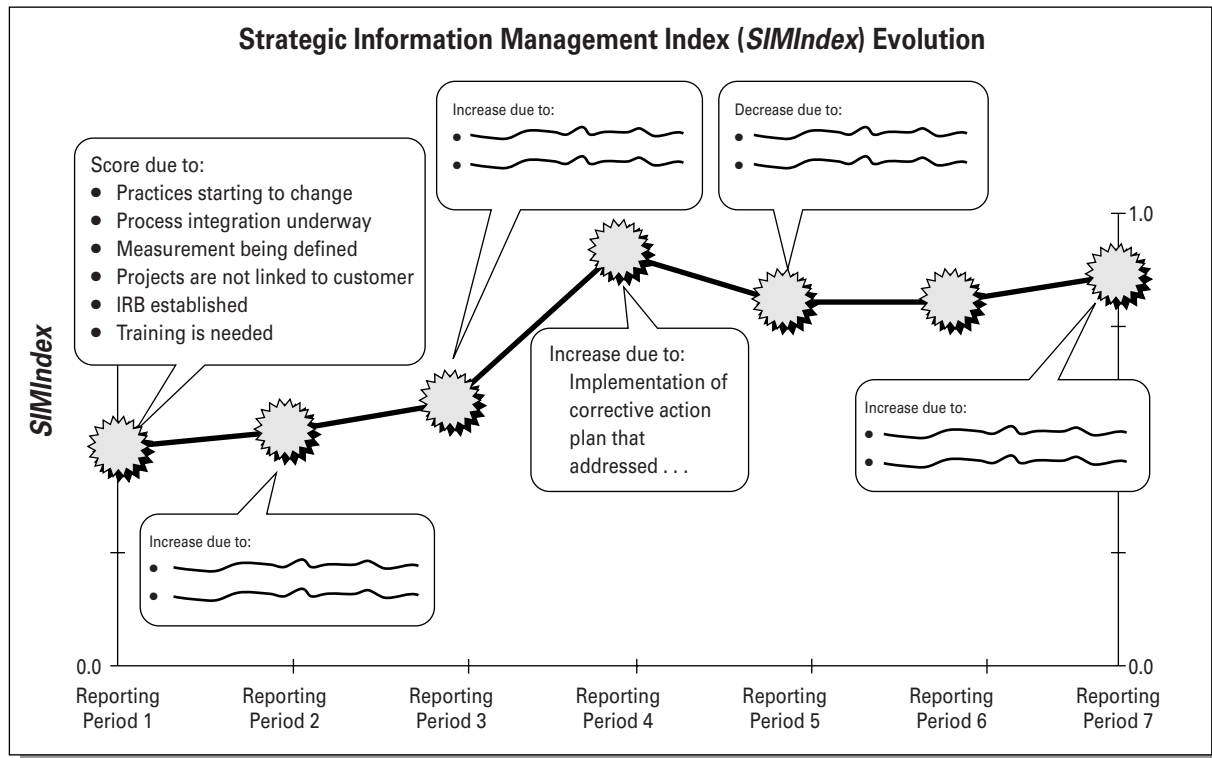 Strategic Information Management Index (SIMIndex) Evolution
Score due to:
• Practices starting to change
• Process integration underway
• Measurement being defined
• Projects are not linked to customer
• IRB established
• Training is needed
Increase due to:
Decrease due to:
1.0
SIMIndex
Increase due to:
Implementation of
corrective action
plan that
addressed . . .
Increase due to:
Increase due to:
0.0
0.0
Reporting
Period 1
Reporting
Period 2
Reporting
Period 3
Reporting
Period 4
Reporting
Period 5
Reporting
Period 6
Reporting
Period 7